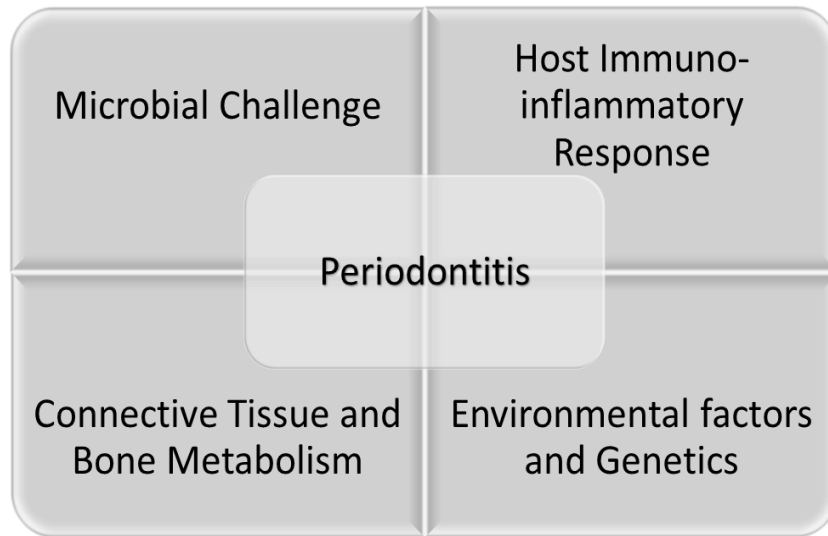 Microbial Challenge
Host Immuno-
inflammatory
Response
Periodontitis
Connective Tissue and
Bone Metabolism
Environmental factors
and Genetics